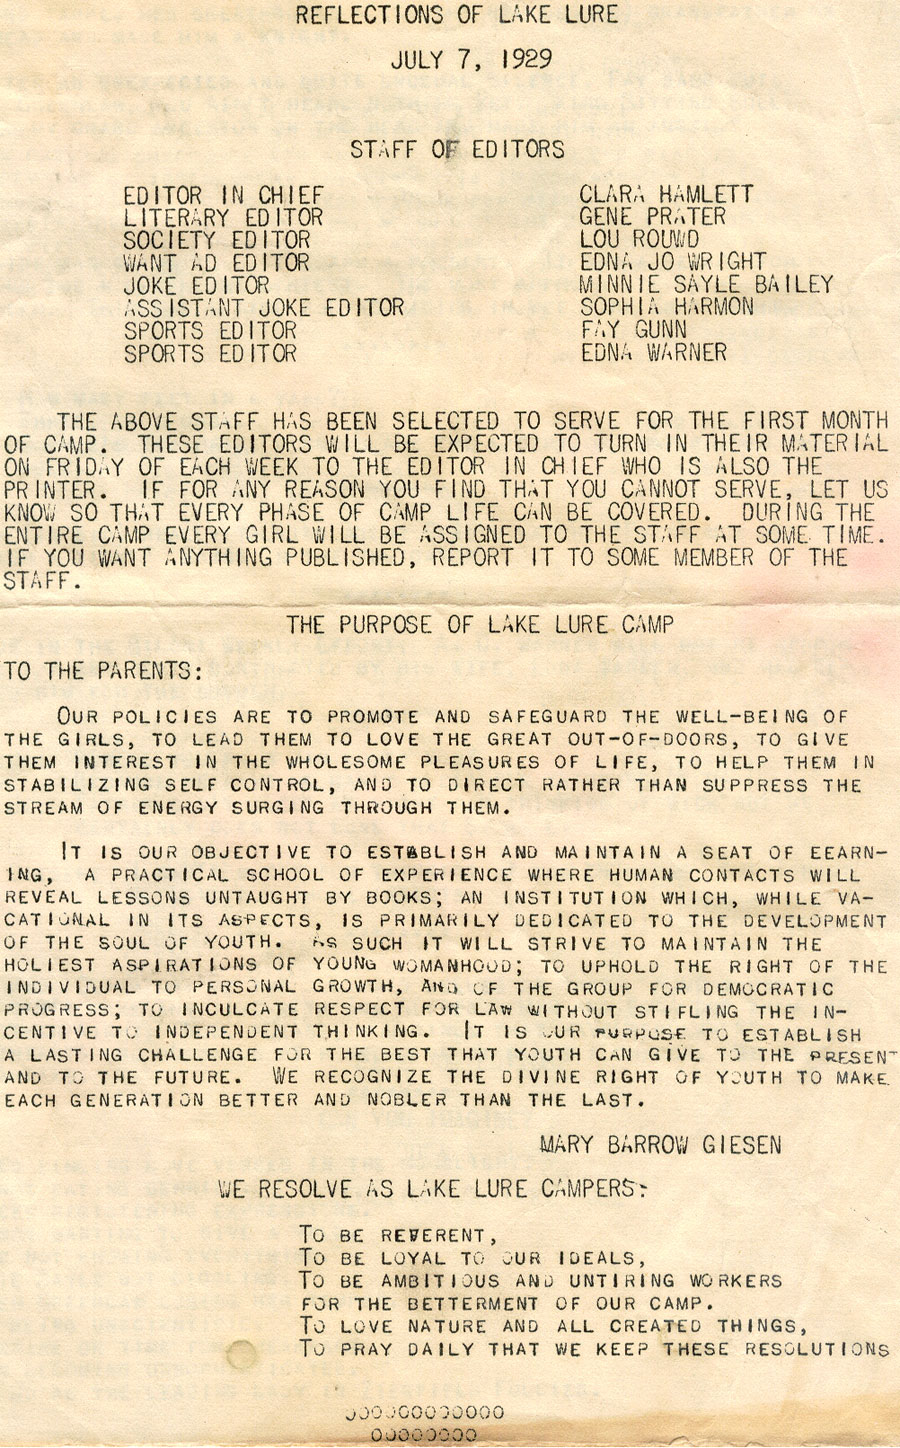 REFLECTIONS OF LAKE LURE
JULY 7, 1929
STAFF OF EDITORS
EDITOR IN CHIEF CLARA HAMLETT
LITERARY EDITOR GENE PRATER
SOCIETY EDITOR LOU ROUWD
WANT AD EDITOR EDNA JO WRIGHT
JOKE EDITOR MINNIE SAYLE BAILEY
ASSISTANT JOKE EDITOR SOPHIA HARMON
SPORTS EDITOR FAY GUNN
SPORTS EDITOR EDNA WARNER
THE ABOVE STAFF HAS BEEN SELECTED TO SERVE FOR THE FIRST MONTH
OF CAMP. THESE EDITORS WILL BE EXPECTED TO TURN IN THEIR MATERIAL
ON FRIDAY OF EACH WEEK TO THE EDITOR IN CHIEF WHO IS ALSO THE
PRINTER. IF FOR ANY REASON YOU FIND THAT YOU CANNOT SERVE, LET US
KNOW SO THAT EVERY PHASE OF CAMP LIFE CAN BE COVERED. DURING THE
ENTIRE CAMP EVERY GIRL WILL BE ASSIGNED TO THE STAFF AT SOME TIME.
IF YOU WANT ANYTHING PUBLISHED, REPORT IT TO SOME MEMBER OF THE
STAFF.
THE PURPOSE OF LAKE LURE CAMP
TO THE PARENTS:
OUR POLICIES ARE TO PROMOTE AND SAFEGUARD THE WELL-BEING OF
THE GIRLS, TO LEAD THEM TO LOVE THE GREAT OUT-OF-DOORS, TO GIVE
THEM INTEREST IN THE WHOLESOME PLEASURES OF LIFE, TO HELP THEM IN
STABILIZING SELF CONTROL, AND TO DIRECT RATHER THAN SUPPRESS THE
STREAM OF ENERGY SURGING THROUGH THEM.
IT IS OUR OBJECTIVE TO ESTABLISH AND MAINTAIN A SEAT OF EEARN-
ING, A PRACTICAL SCHOOL OF EXPERIENCE WHERE HUMAN CONTACTS WILL
REVEAL LESSONS UNTAUGHT BY BOOKS; AN INSTITUTION WHICH, WHILE VA-
CATIONAL IN ITS ASPECTS, IS PRIMARILY DEDICATED TO THE DEVELOPMENT
OF THE SOUL OF YOUTH. AS SUCH IT WILL STRIVE TO MAINTAIN THE
HOLIEST ASPIRATIONS OF YOUNG WOMANHOOD; TO UPHOLD THE RIGHT OF THE
INDIVIDUAL TO PERSONAL GROWTH, AND OF THE GROUP FOR DEMOCRATIC
PROGRESS; TO INCULCATE RESPECT FOR LAW WITHOUT STIFLING THE IN-
CENTIVE TO INDEPENDENT THINKING. IT IS OUR PURPOSE TO ESTABLISH
A LASTING CHALLENGE FOR THE BEST THAT YOUTH CAN GIVE TO THE PRESENT
AND TO THE FUTURE. WE RECOGNIZE THE DIVINE RIGHT OF YOUTH TO MAKE
EACH GENERATION BETTER AND NOBLER THAN THE LAST.
MARY BARROW GIESEN
WE RESOLVE AS LAKE LURE CAMPERS:
TO BE REVERENT,
TO BE LOYAL TO OUR IDEALS,
TO BE AMBITIOUS AND UNTIRING WORKERS
FOR THE BETTERMENT OF OUR CAMP.
TO LOVE NATURE AND ALL CREATED THINGS,
TO PRAY DAILY THAT WE KEEP THESE RESOLUTIONS
OOOOOOOOOOOO
OOOOOOOO